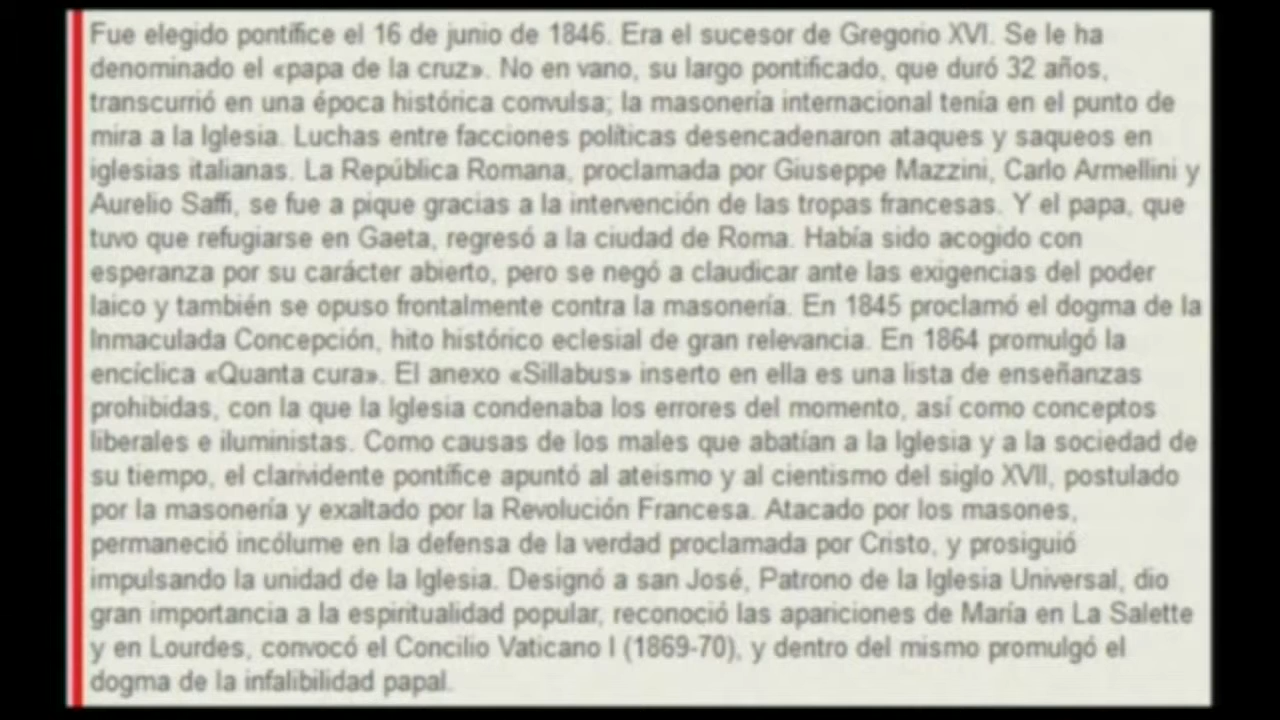 Fue elegido pontífice el 16 de junio de 1846. Era el sucesor de Gregorio XVI. Se le ha
denominado el «papa de la cruz». No en vano, su largo pontificado, que duró 32 años,
transcurrió en una época histórica convulsa; la masonería internacional tenía en el punto de
mira a la Iglesia. Luchas entre facciones políticas desencadenaron ataques y saqueos en
iglesias italianas. La República Romana, proclamada por Giuseppe Mazzini, Carlo Armellini y
Aurelio Saffi, se fue a pique gracias a la intervención de las tropas francesas. Y el papa, que
tuvo que refugiarse en Gaeta, regresó a la ciudad de Roma. Había sido acogido con
esperanza por su carácter abierto, pero se negó a claudicar ante las exigencias del poder
laico y también se opuso frontalmente contra la masonería. En 1845 proclamó el dogma de la
Inmaculada Concepción, hito histórico eclesial de gran relevancia. En 1864 promulgó la
encíclica «Quanta cura». El anexo «Sillabus» inserto en ella es una lista de enseñanzas
prohibidas, con la que la Iglesia condenaba los errores del momento, así como conceptos
liberales e iluministas. Como causas de los males que abatían a la Iglesia y a la sociedad de
su tiempo, el clarividente pontífice apuntó al ateismo y al cientismo del siglo XVII, postulado
por la masonería y exaltado por la Revolución Francesa. Atacado por los masones,
permaneció incólume en la defensa de la verdad proclamada por Cristo, y prosiguió
impulsando la unidad de la Iglesia. Designó a san José, Patrono de la Iglesia Universal, dio
gran importancia a la espiritualidad popular, reconoció las apariciones de María en La Salette
y en Lourdes, convocó el Concilio Vaticano I (1869-70), y dentro del mismo promulgó el
dogma de la infalibilidad papal.